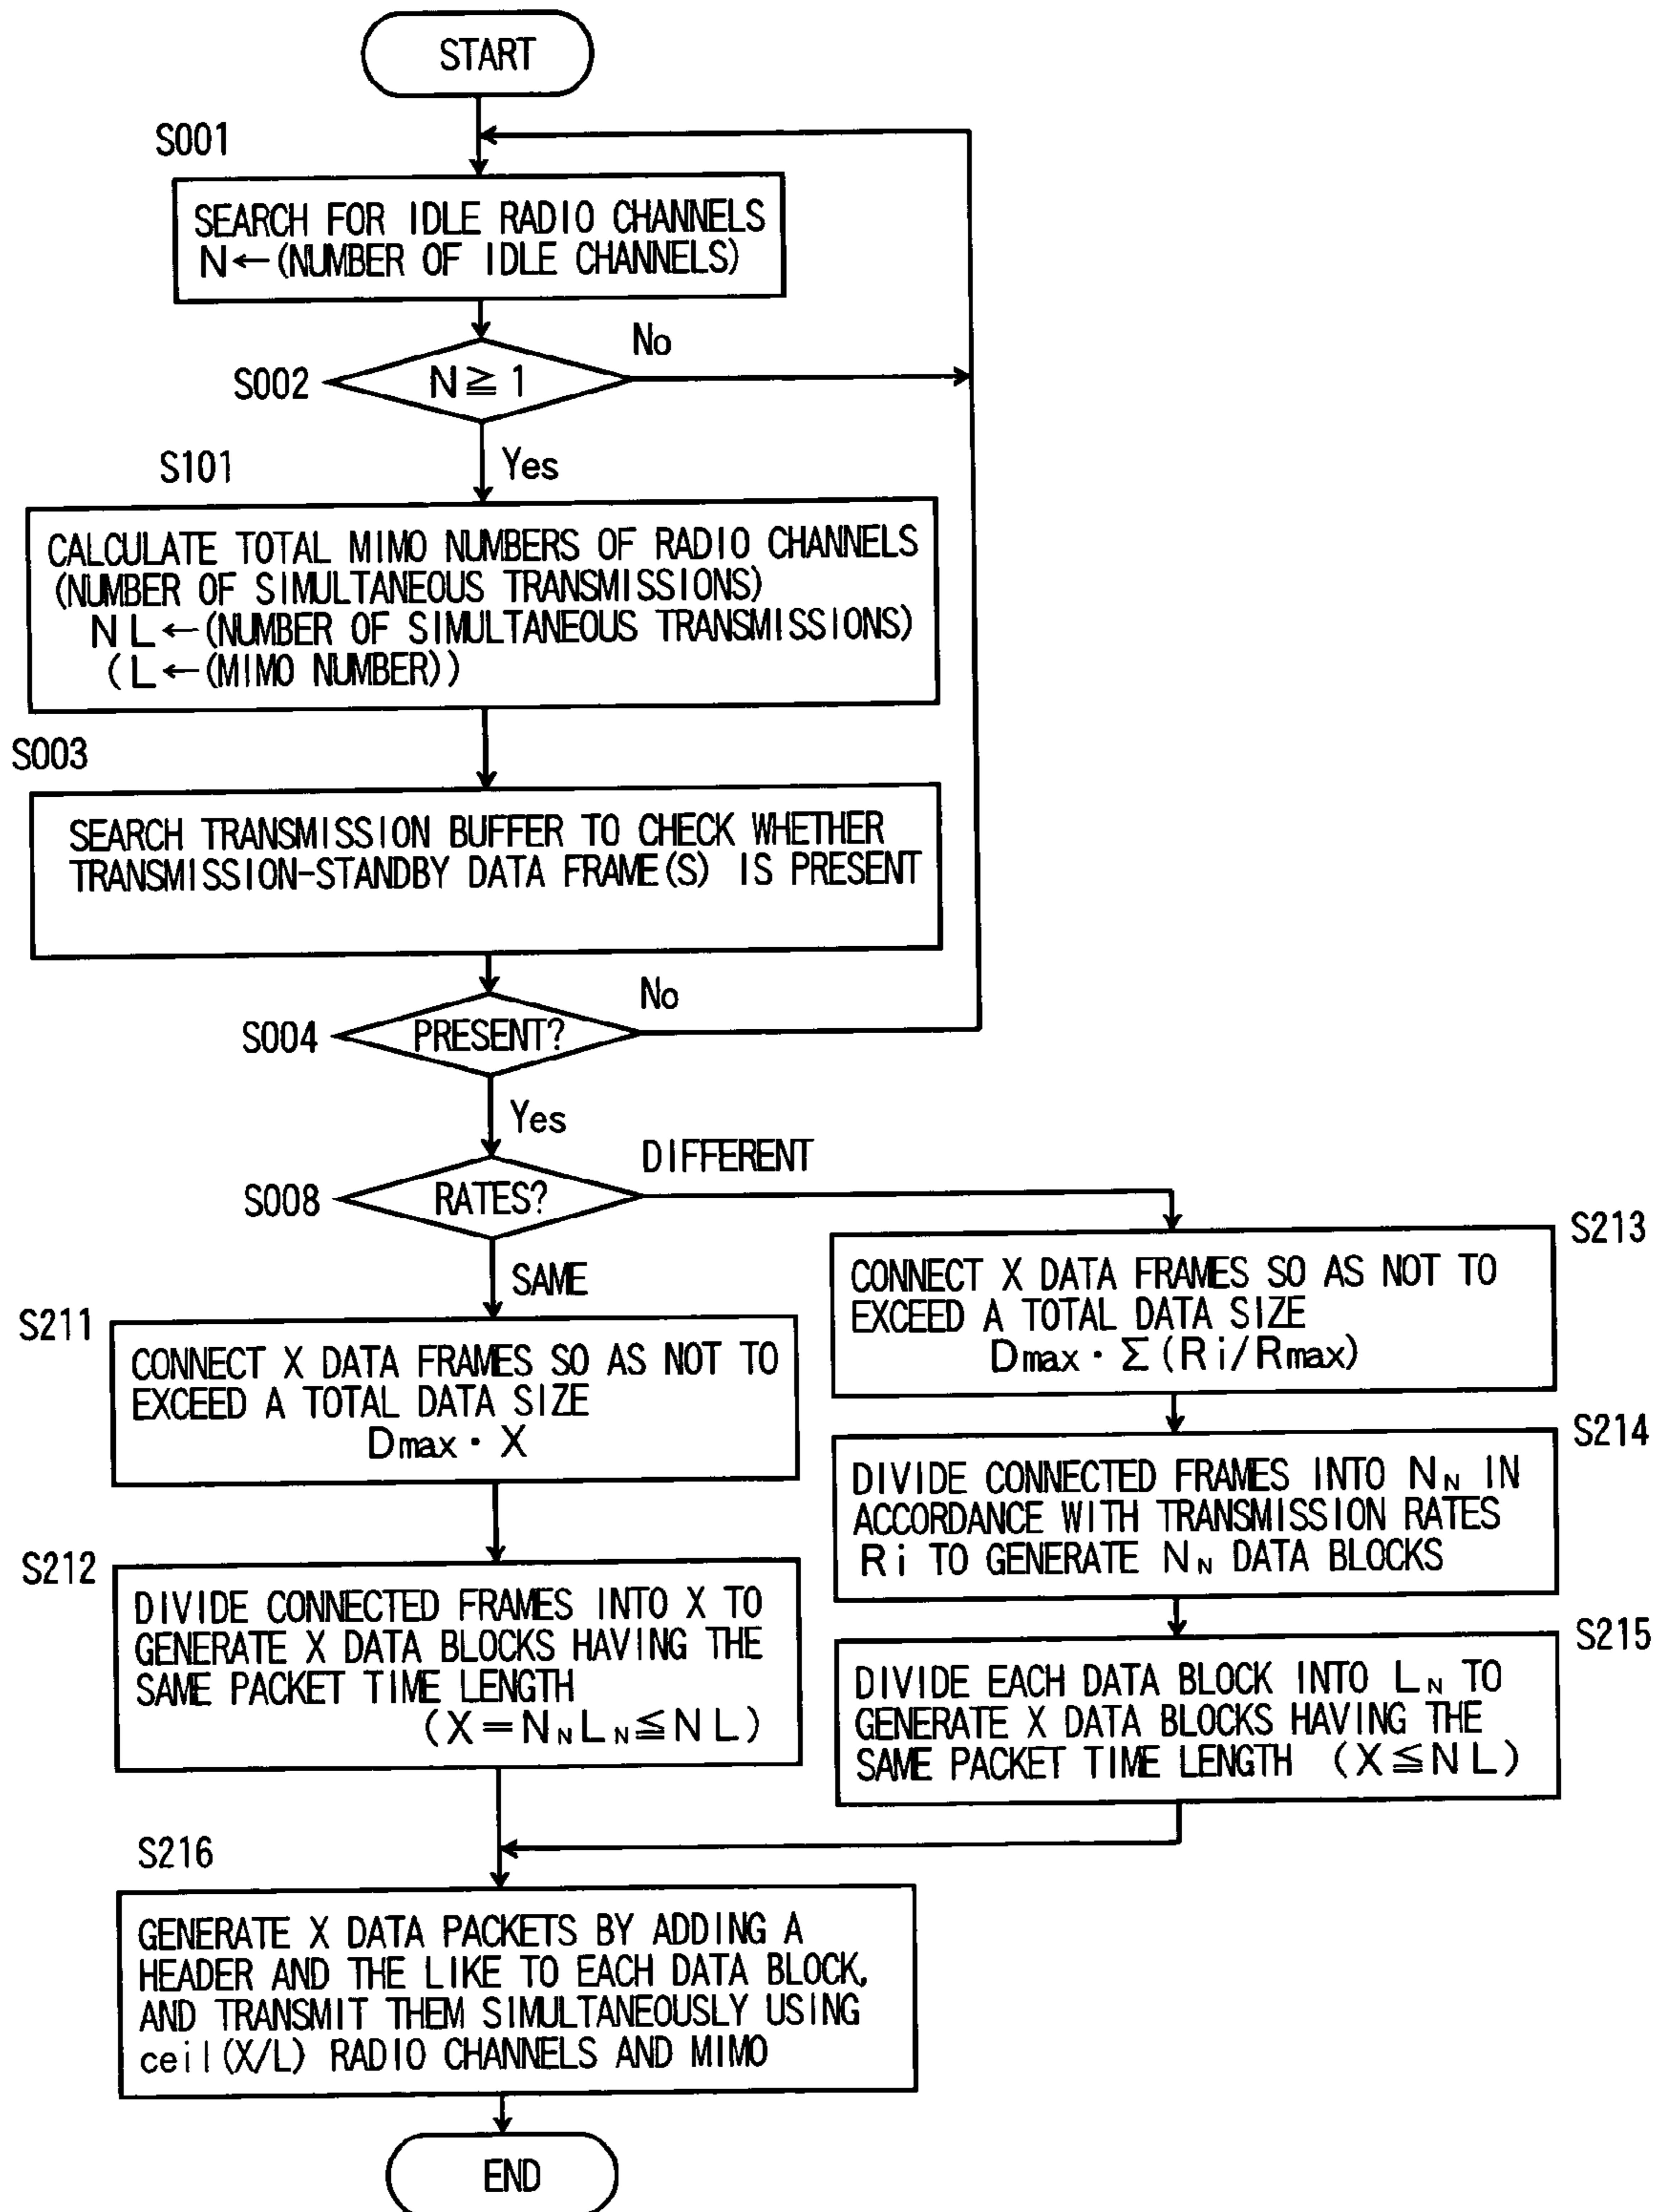 START
S001
SEARCH FOR IDLE RADIO CHANNELS
N←(NUMBER OF IDLE CHANNELS)
No
S002
N≧1
Yes
S101
CALCULATE TOTAL MIMO NUMBERS OF RADIO CHANNELS
(NUMBER OF SIMULTANEOUS TRANSMISSIONS)
NL←(NUMBER OF SIMULTANEOUS TRANSMISSIONS)
(L←(MIMO NUMBER))
S003
SEARCH TRANSMISSION BUFFER TO CHECK WHETHER
TRANSMISSION-STANDBY DATA FRAME(S) IS PRESENT
No
S004
PRESENT?
Yes
DIFFERENT
S008
RATES?
SAME
S211
CONNECT X DATA FRAMES SO AS NOT TO
EXCEED A TOTAL DATA SIZE
Dmax・X
S212
DIVIDE CONNECTED FRAMES INTO X TO
GENERATE X DATA BLOCKS HAVING THE
SAME PACKET TIME LENGTH
(X=NNLN≦NL)
S213
CONNECT X DATA FRAMES SO AS NOT TO
EXCEED A TOTAL DATA SIZE
Dmax・Σ(Ri/Rmax)
S214
DIVIDE CONNECTED FRAMES INTO NN IN
ACCORDANCE WITH TRANSMISSION RATES
Ri TO GENERATE NN DATA BLOCKS
S215
DIVIDE EACH DATA BLOCK INTO LN TO
GENERATE X DATA BLOCKS HAVING THE
SAME PACKET TIME LENGTH (X≦NL)
S216
GENERATE X DATA PACKETS BY ADDING A
HEADER AND THE LIKE TO EACH DATA BLOCK,
AND TRANSMIT THEM SIMULTANEOUSLY USING
ceil(X/L) RADIO CHANNELS AND MIMO
END